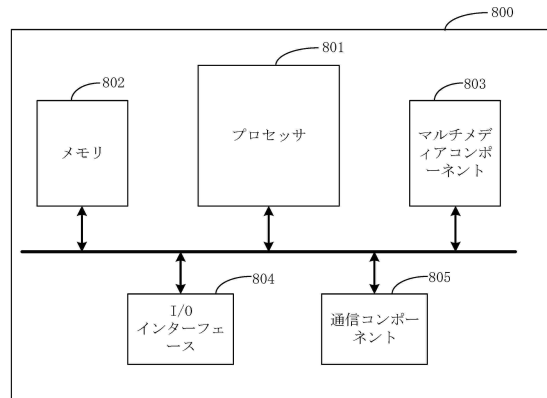 800
801
802
803
プロセッサ
メモリ
マルチメ
ディアコンポ
ーネント
804
805
I/O
インターフェ
ース
通信コンポー
ネント